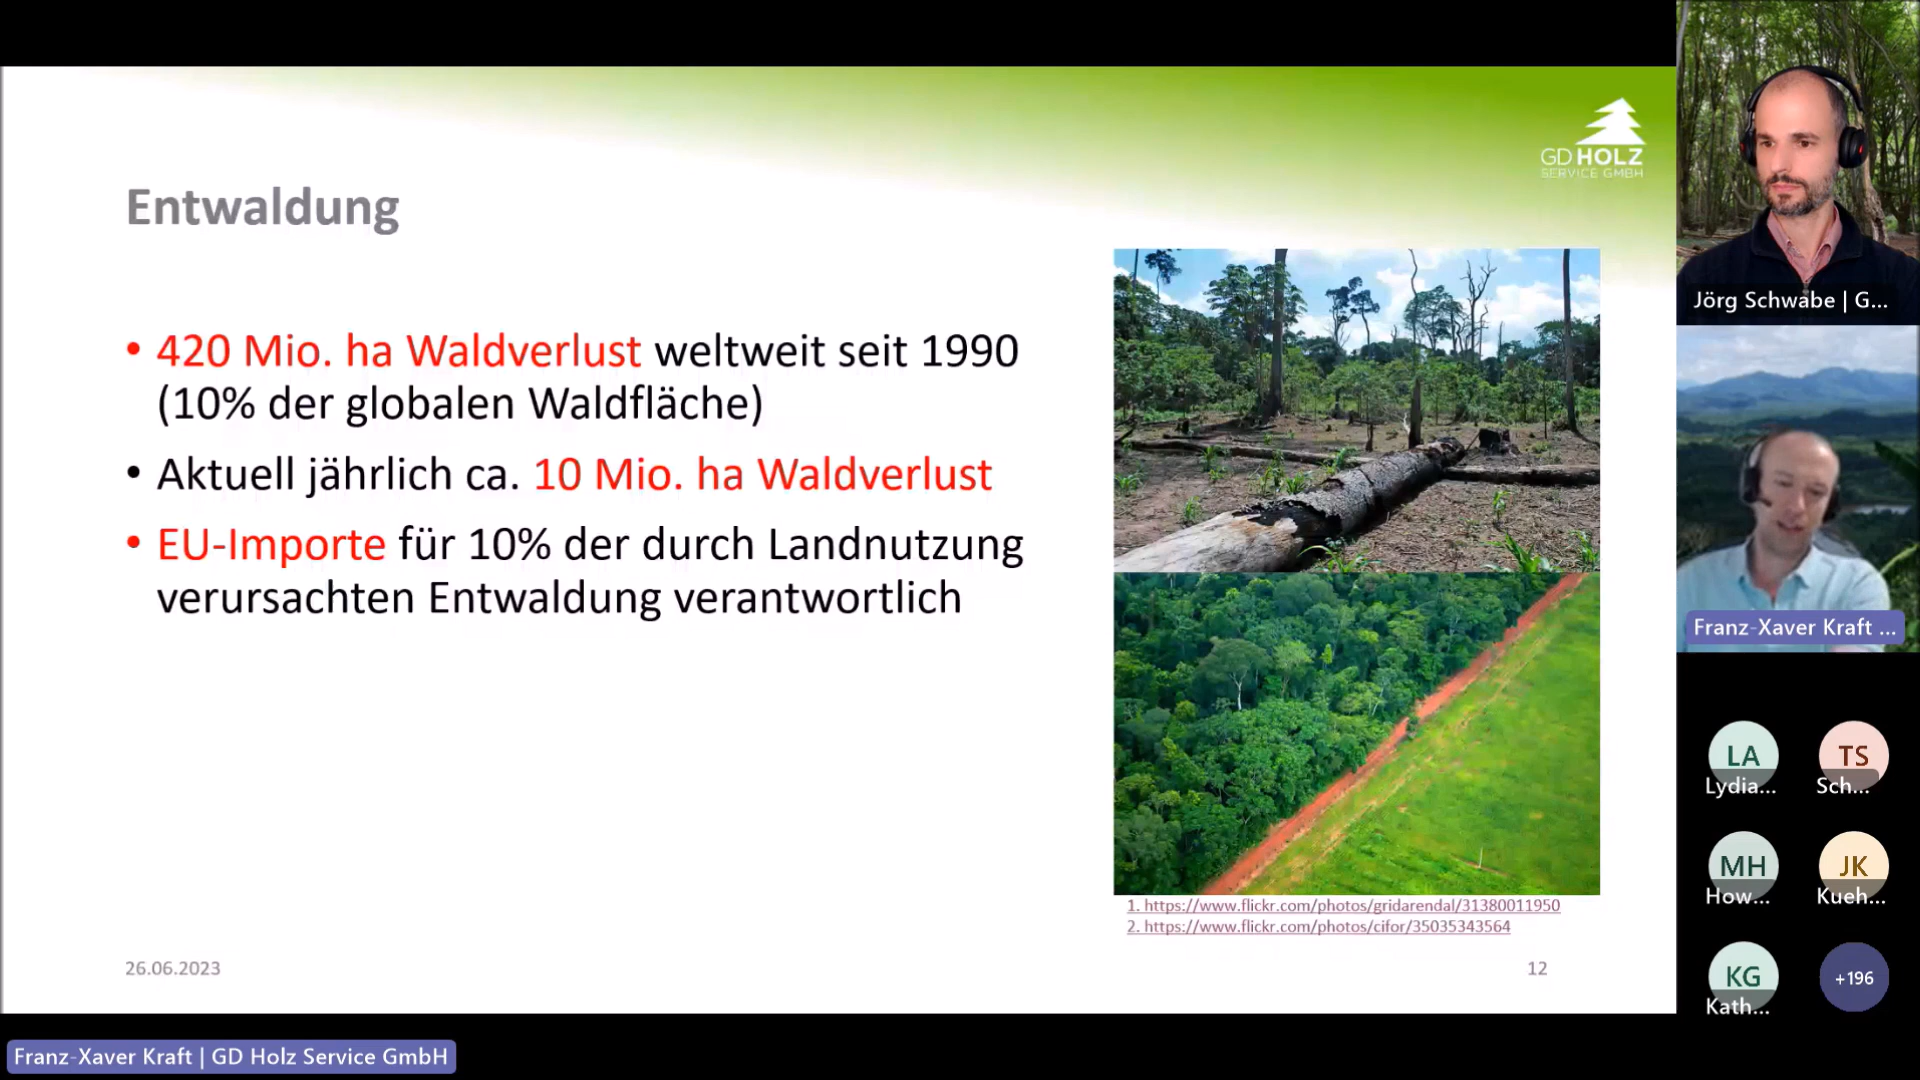 GD HOLZ
SERVICE GMBH
Entwaldung
• 420 Mio. ha Waldverlust weltweit seit 1990
(10% der globalen Waldfläche)
• Aktuell jährlich ca. 10 Mio. ha Waldverlust
• EU-Importe für 10% der durch Landnutzung
verursachten Entwaldung verantwortlich
1. https://www.flickr.com/photos/gridarendal/31380011950
2. https://www.flickr.com/photos/cifor/35035343564
26.06.2023
12
Jörg Schwabe | G...
Franz-Xaver Kraft ...
LA
Lydia...
TS
Sch...
MH
How...
JK
Kueh...
KG
Kath...
+196
Franz-Xaver Kraft | GD Holz Service GmbH